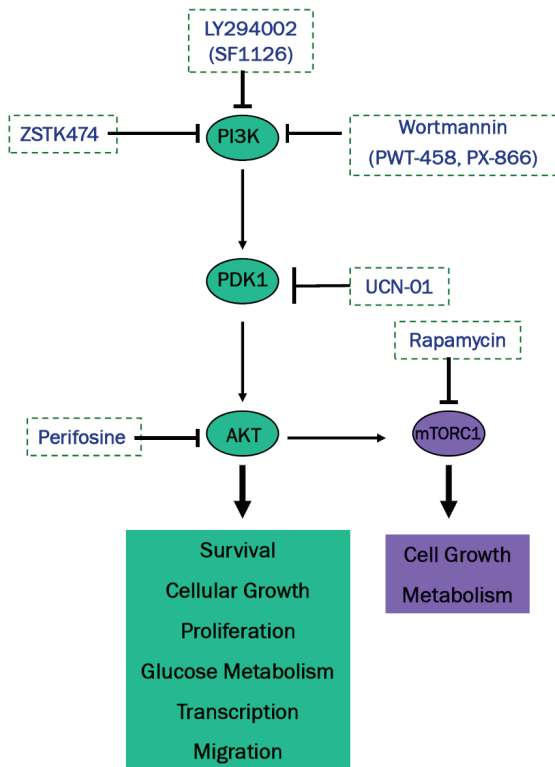 LY294002
(SF1126)
ZSTK474
PI3K
Wortmannin
(PWT-458, PX-866)
PDK1
UCN-01
Rapamycin
Perifosine
AKT
mTORC1
Survival
Cellular Growth
Proliferation
Glucose Metabolism
Transcription
Migration
Cell Growth
Metabolism